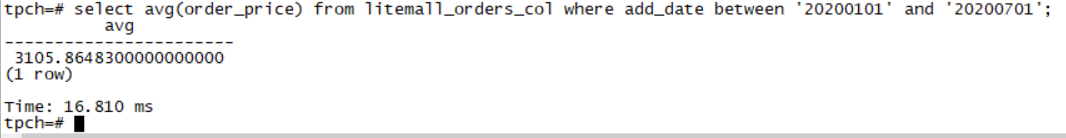 tpch=# select avg(order_price) from litemall_orders_col where add_date between '20200101' and '20200701';
avg
-----------------------
3105.8648300000000000
(1 row)
Time: 16.810 ms
tpch=#